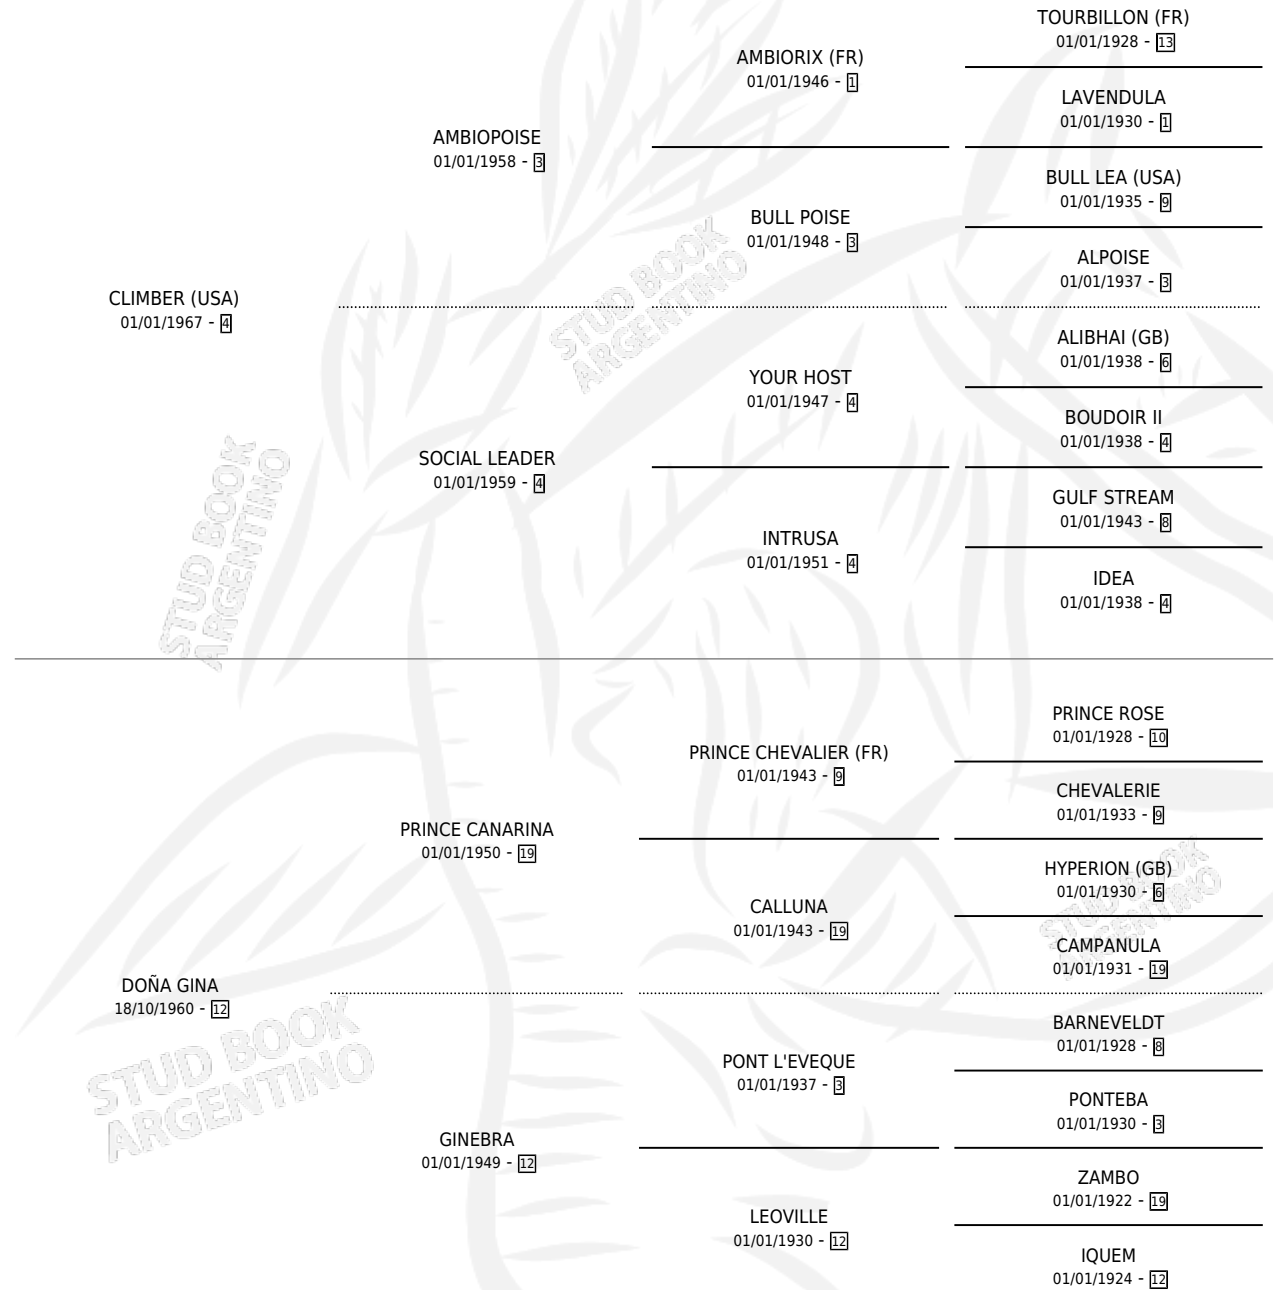 TOURBILLON (FR)
01/01/1928 - 13
AMBIORIX (FR)
01/01/1946 - 1
LAVENDULA
01/01/1930 - 1
AMBIOPOISE
01/01/1958 - 3
BULL LEA (USA)
01/01/1935 - 9
BULL POISE
01/01/1948 - 3
ALPOISE
01/01/1937 - 3
CLIMBER (USA)
01/01/1967 - 4
ALIBHAI (GB)
01/01/1938 - 6
YOUR HOST
01/01/1947 - 4
BOUDOIR II
01/01/1938 - 4
SOCIAL LEADER
01/01/1959 - 4
GULF STREAM
01/01/1943 - 8
INTRUSA
01/01/1951 - 4
IDEA
01/01/1938 - 4
PRINCE ROSE
01/01/1928 - 10
PRINCE CHEVALIER (FR)
01/01/1943 - 9
CHEVALERIE
01/01/1933 - 9
PRINCE CANARINA
01/01/1950 - 19
HYPERION (GB)
01/01/1930 - 6
CALLUNA
01/01/1943 - 19
CAMPANULA
01/01/1931 - 19
DOÑA GINA
18/10/1960 - 12
BARNEVELDT
01/01/1928 - 8
PONT L'EVEQUE
01/01/1937 - 3
PONTEBA
01/01/1930 - 3
GINEBRA
01/01/1949 - 12
ZAMBO
01/01/1922 - 19
LEOVILLE
01/01/1930 - 12
IQUEM
01/01/1924 - 12
STUD BOOK
ARGENTINO
STUD BOOK
ARGENTINO
STUD BOOK
ARGENTINO
STUD BOOK
ARGENTINO